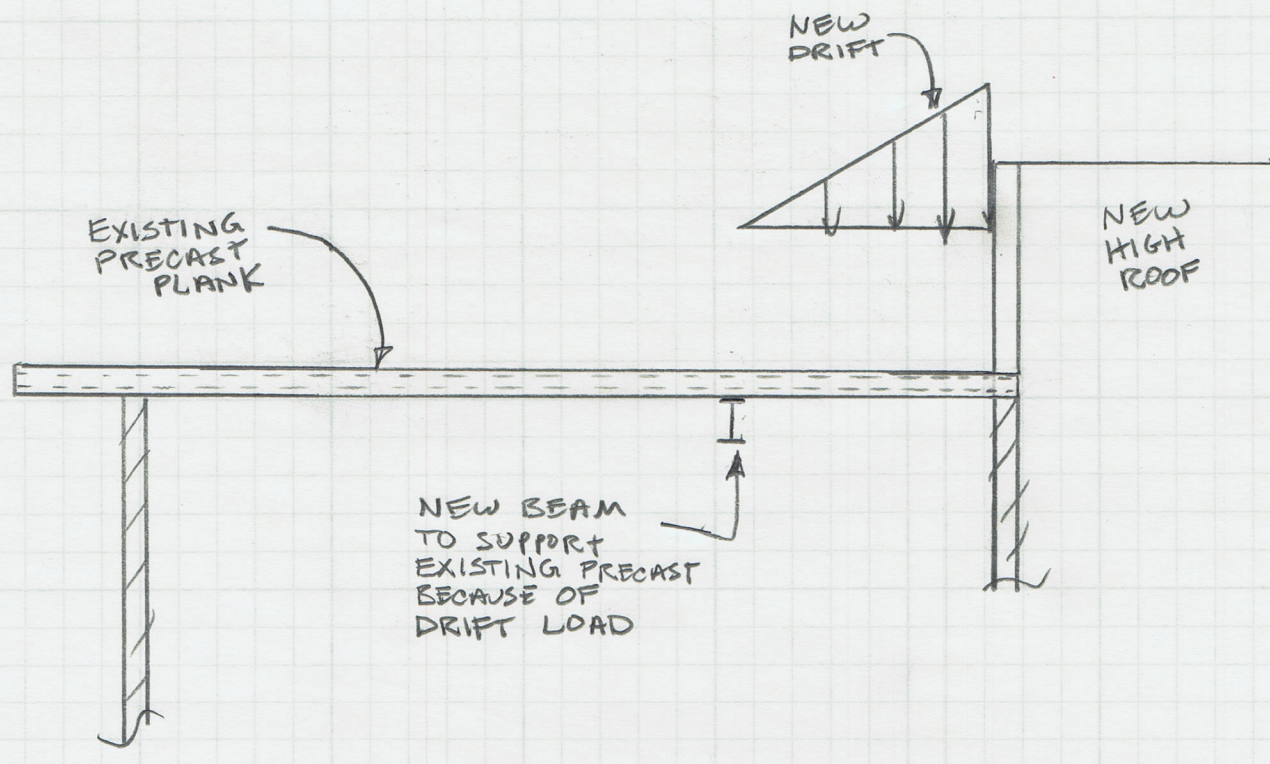 NEW
DRIFT
EXISTING
PRECAST
PLANK
NEW
HIGH
ROOF
NEW BEAM
TO SUPPORT
EXISTING PRECAST
BECAUSE OF
DRIFT LOAD